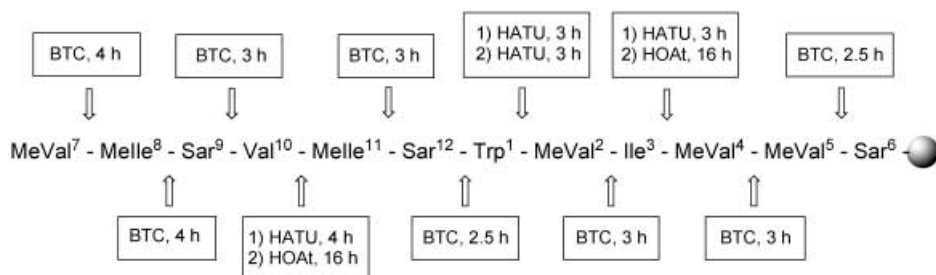 BTC, 4 h
BTC, 3 h
BTC, 3 h
1) HATU, 3 h
2) HATU, 3 h
1) HATU, 3 h
2) HOAt, 16 h
BTC, 2.5 h
MeVal⁷ - MeIle⁸ - Sar⁹ - Val¹⁰ - MeIle¹¹ - Sar¹² - Trp¹ - MeVal² - Ile³ - MeVal⁴ - MeVal⁵ - Sar⁶ -
BTC, 4 h
1) HATU, 4 h
2) HOAt, 16 h
BTC, 2.5 h
BTC, 3 h
BTC, 3 h